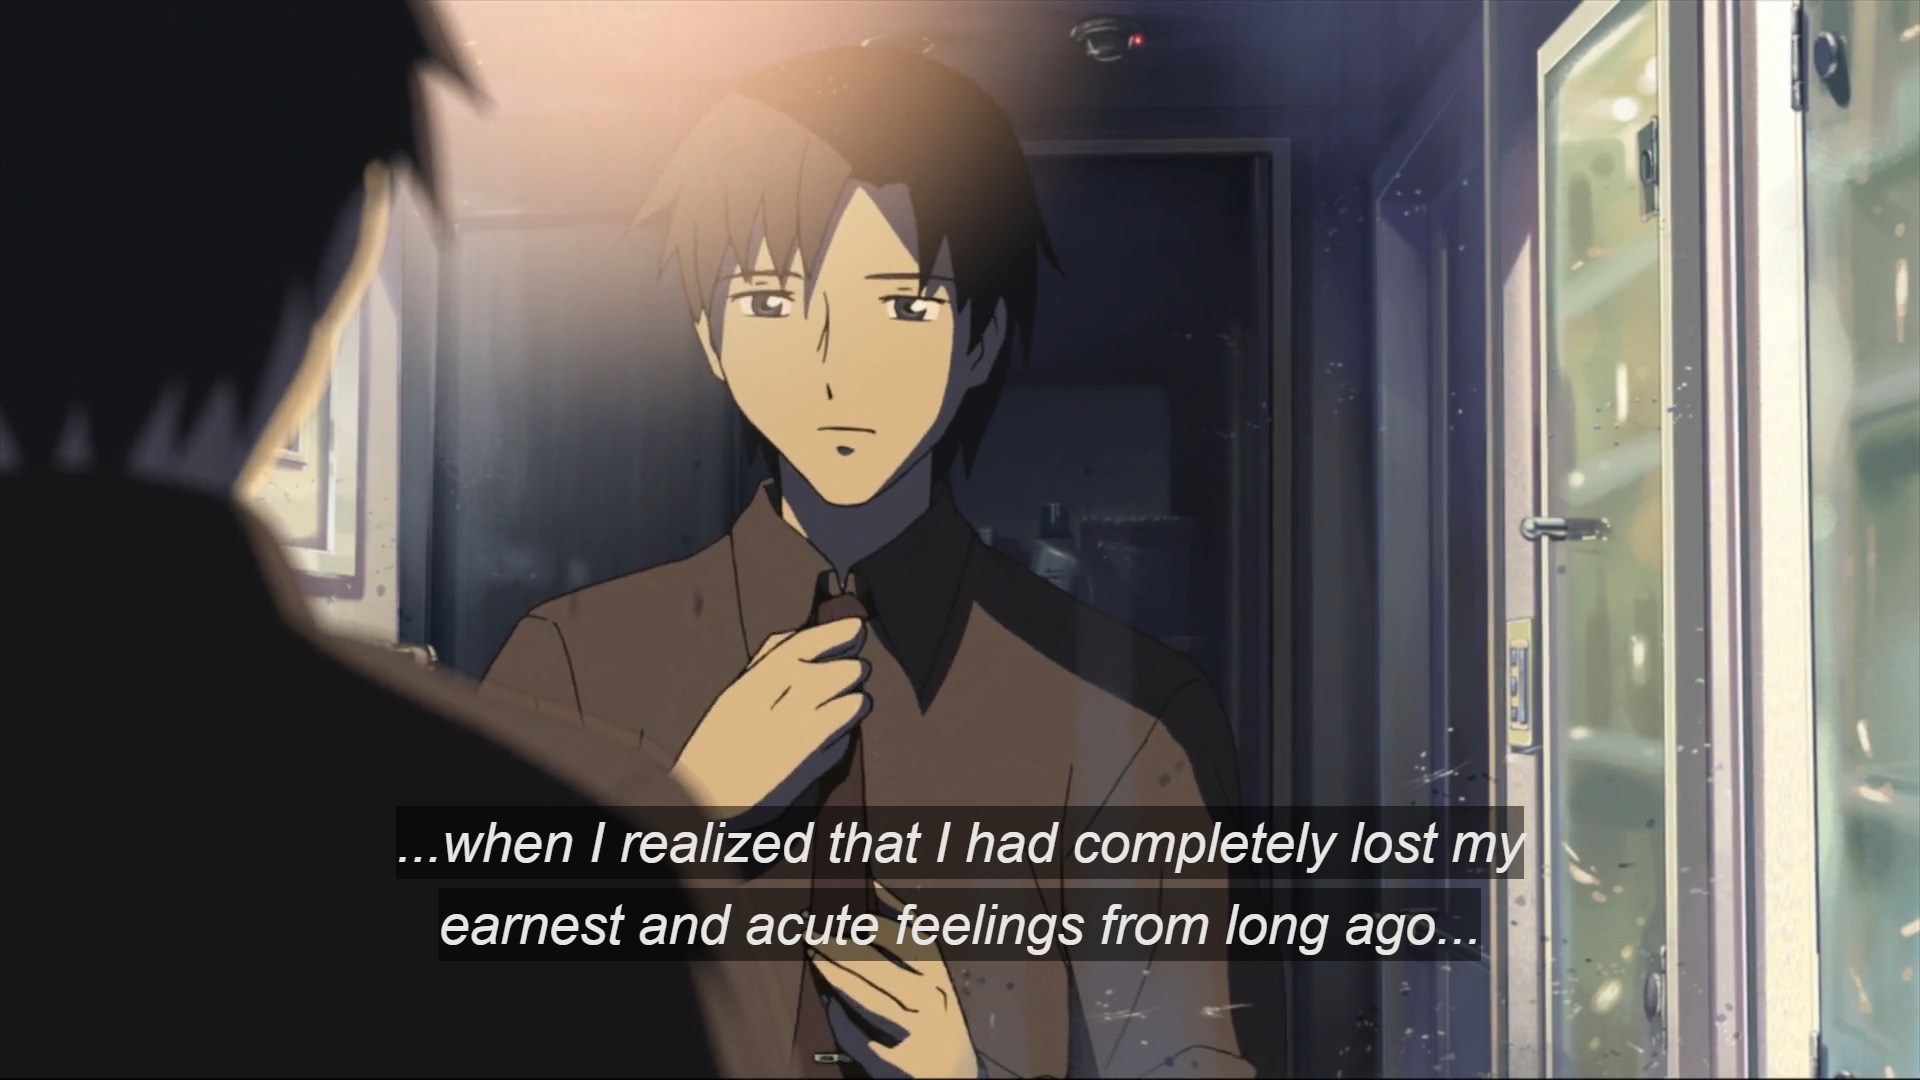 ...when I realized that I had completely lost my
earnest and acute feelings from long ago...